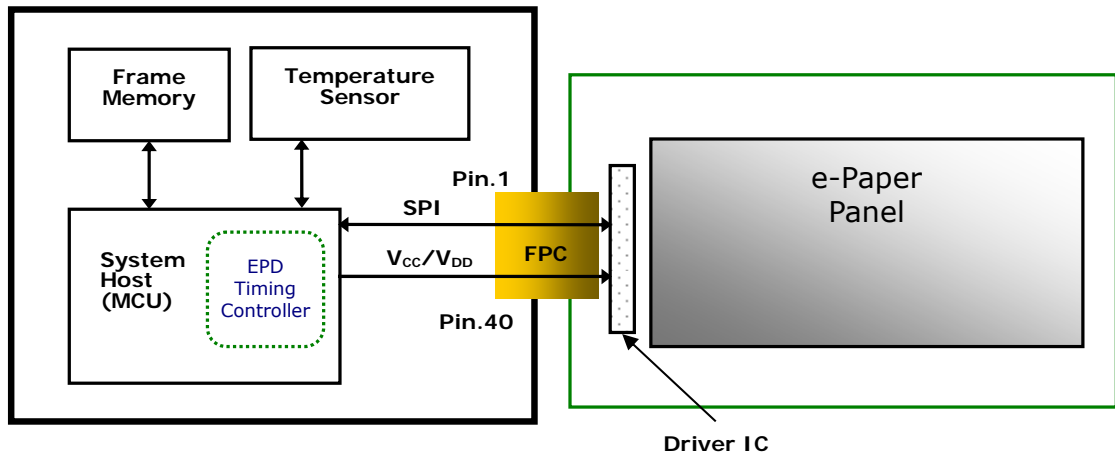 Frame
Memory
Temperature
Sensor
Pin.1
SPI
System
Host
(MCU)
EPD
Timing
Controller
VCC/VDD
FPC
Pin.40
e-Paper
Panel
Driver IC